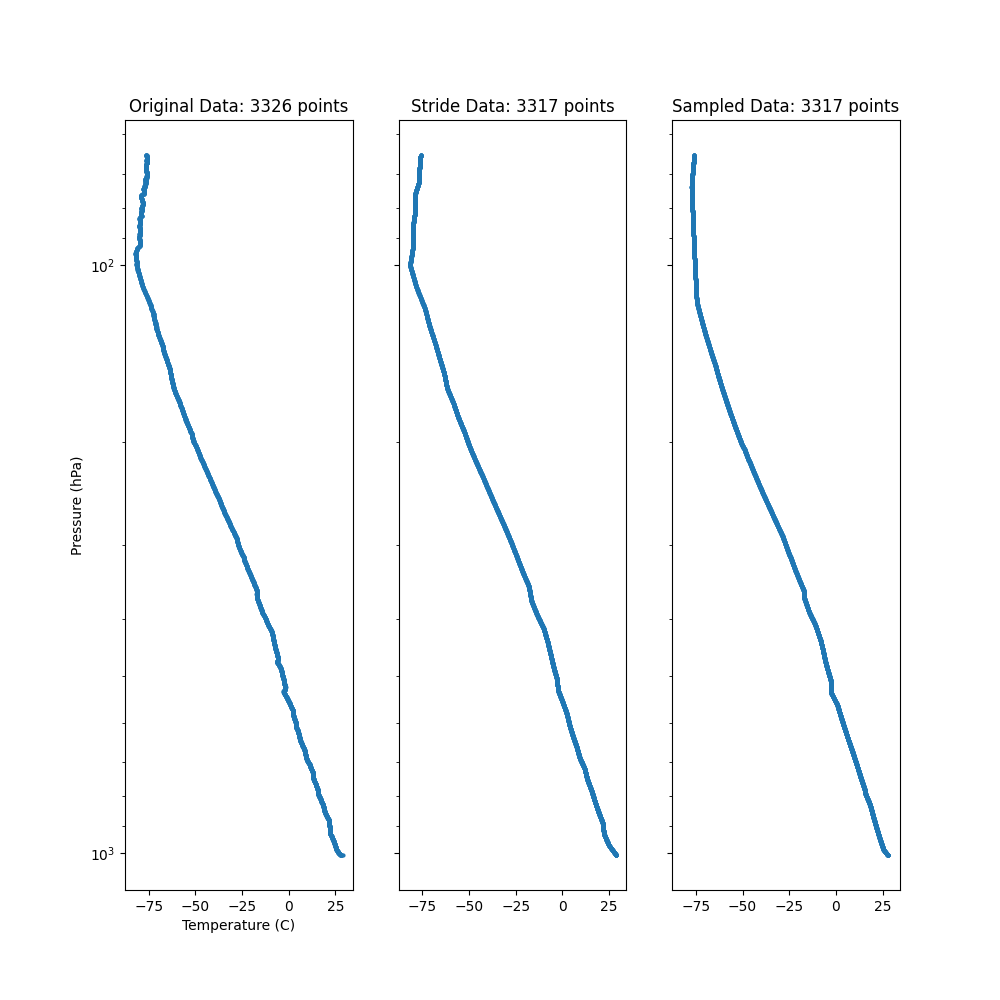 Original Data: 3326 points
Stride Data: 3317 points
Sampled Data: 3317 points
10²
10³
Pressure (hPa)
−75 −50 −25 0 25
−75 −50 −25 0 25
−75 −50 −25 0 25
Temperature (C)